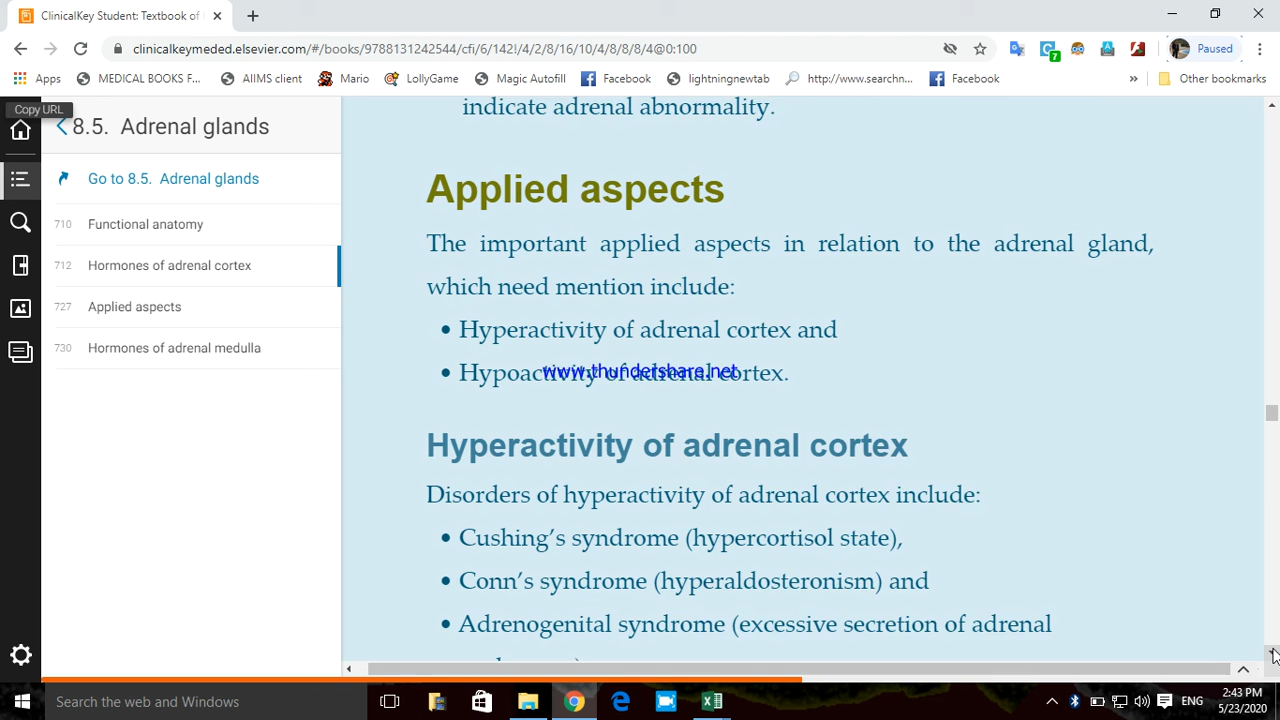 ClinicalKey Student: Textbook of
clinicalkeymeded.elsevier.com/#/books/9788131242544/cfi/6/142!/4/2/8/16/10/4/8/8/8/4@0:100
7
Paused
Apps
MEDICAL BOOKS F...
AIIMS client
Mario
LollyGame
Magic Autofill
Facebook
lightningnewtab
http://www.searchn...
Facebook
»
Other bookmarks
Copy URL
8.5. Adrenal glands
Go to 8.5. Adrenal glands
710 Functional anatomy
712 Hormones of adrenal cortex
727 Applied aspects
730 Hormones of adrenal medulla
indicate adrenal abnormality.
Applied aspects
The important applied aspects in relation to the adrenal gland,
which need mention include:
• Hyperactivity of adrenal cortex and
• Hypoactivity of adrenal cortex.
www.thundershare.net
Hyperactivity of adrenal cortex
Disorders of hyperactivity of adrenal cortex include:
• Cushing’s syndrome (hypercortisol state),
• Conn’s syndrome (hyperaldosteronism) and
• Adrenogenital syndrome (excessive secretion of adrenal
Search the web and Windows
ENG
2:43 PM
5/23/2020